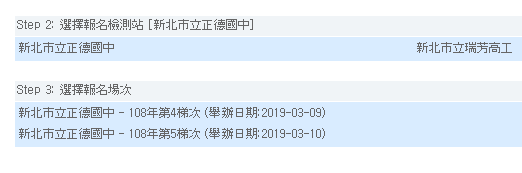 Step 2: 選擇報名檢測站 [新北市立正德國中]
新北市立正德國中 新北市立瑞芳高工
Step 3: 選擇報名場次
新北市立正德國中 - 108年第4梯次 (舉辦日期:2019-03-09)
新北市立正德國中 - 108年第5梯次 (舉辦日期:2019-03-10)